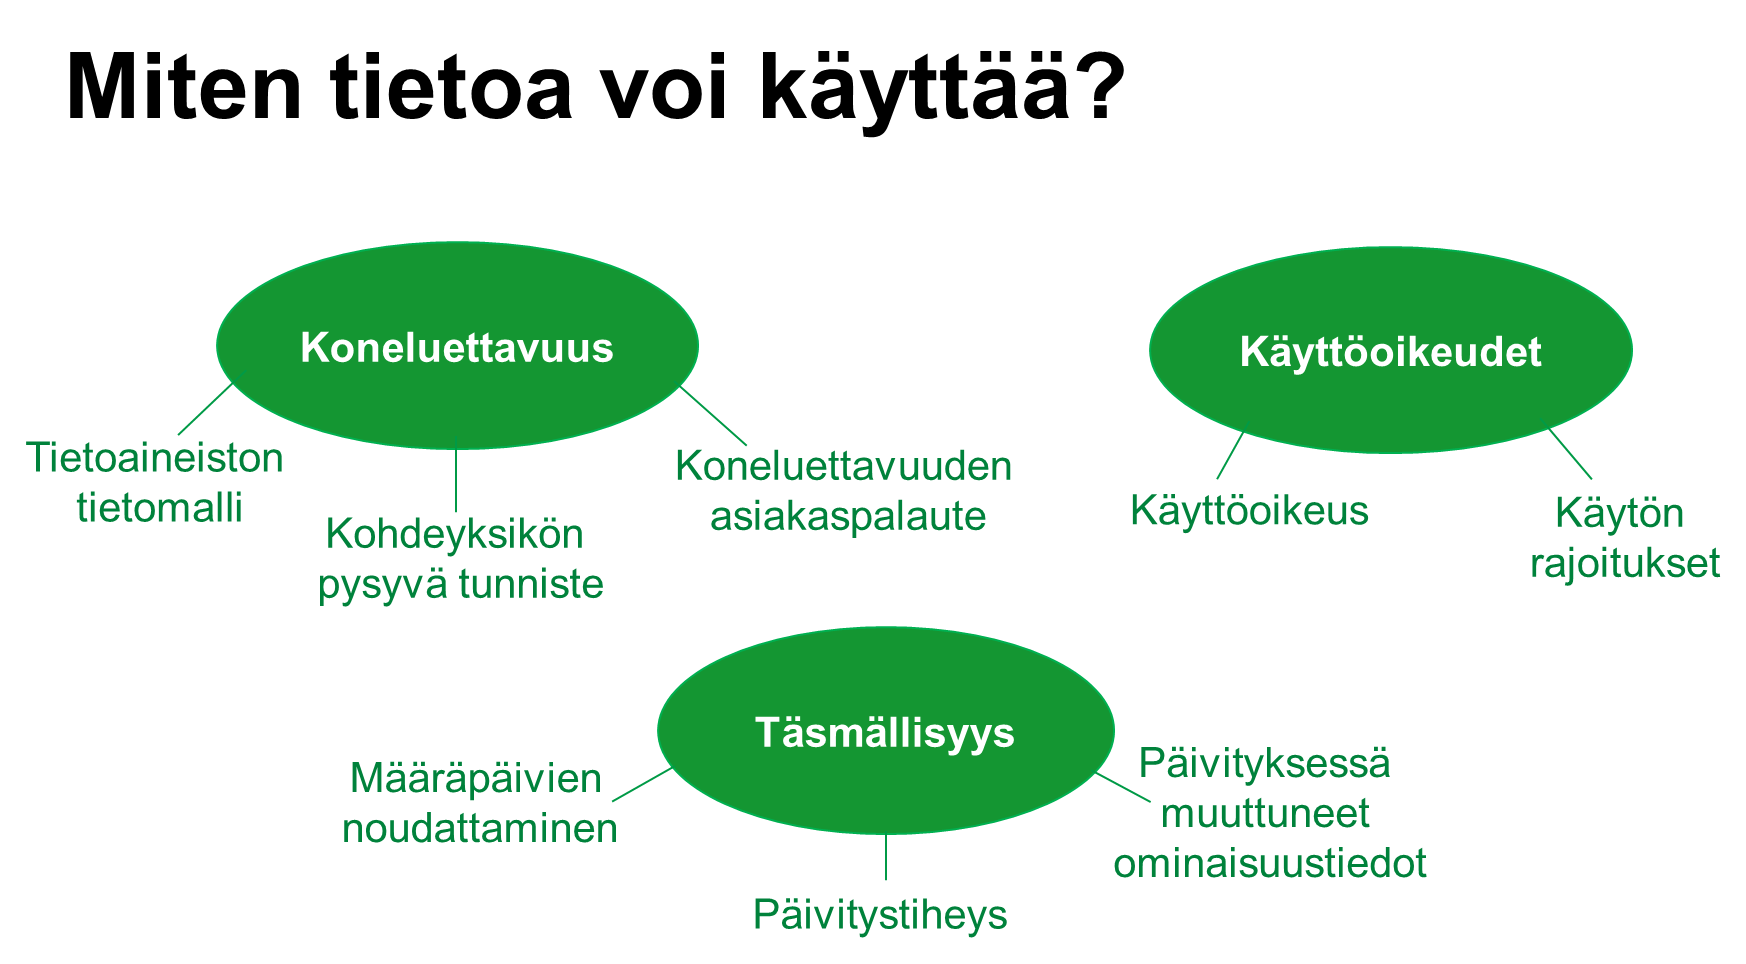 Miten tietoa voi käyttää?
Koneluettavuus
Tietoaineiston
tietomalli
Kohdeyksikön
pysyvä tunniste
Koneluettavuuden
asiakaspalaute
Käyttöoikeudet
Käyttöoikeus
Käytön
rajoitukset
Täsmällisyys
Määräpäivien
noudattaminen
Päivitystiheys
Päivityksessä
muuttuneet
ominaisuustiedot